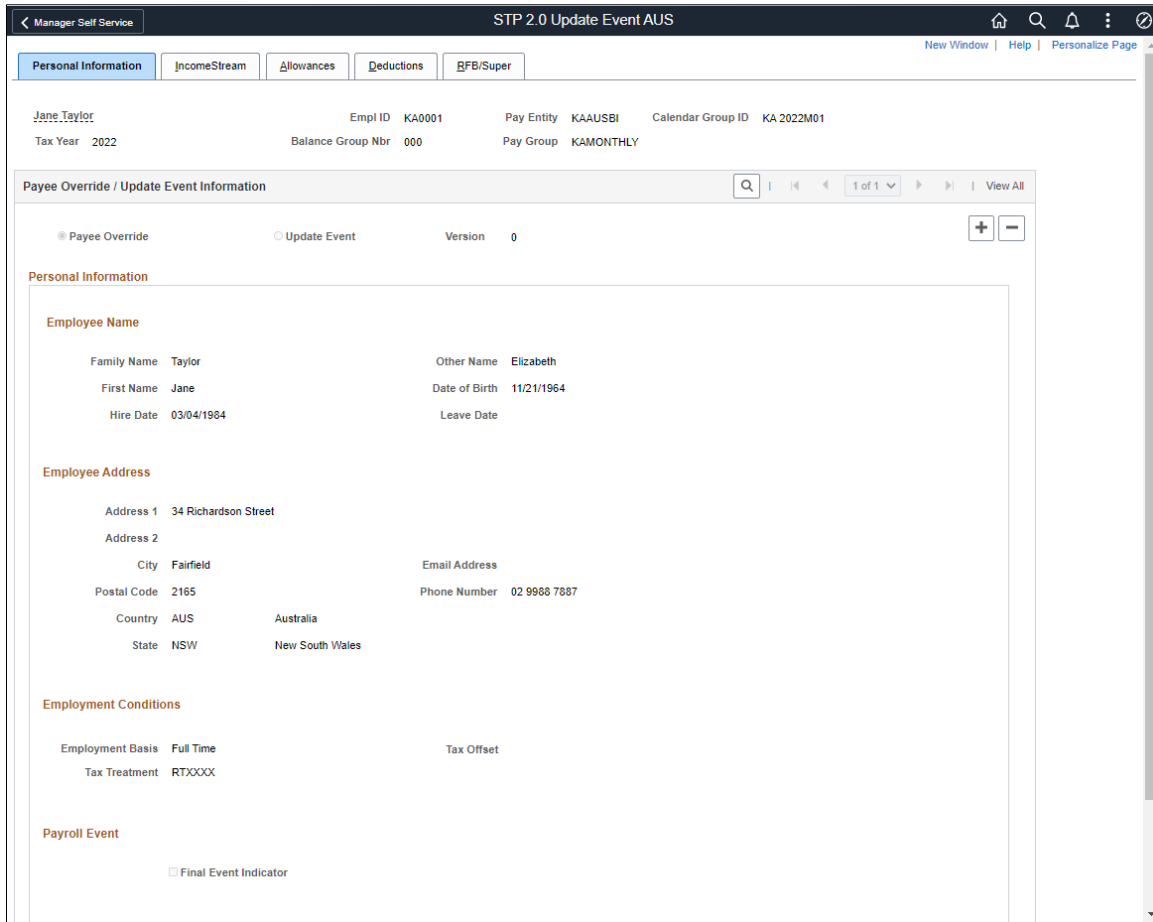 Manager Self Service
STP 2.0 Update Event AUS
New Window | Help | Personalize Page
Personal Information IncomeStream Allowances Deductions RFB/Super
Jane Taylor Empl ID KA0001 Pay Entity KAAUSBI Calendar Group ID KA 2022M01
Tax Year 2022 Balance Group Nbr 000 Pay Group KAMONTHLY
Payee Override / Update Event Information 1 of 1 | View All
Payee Override Update Event Version 0
Personal Information
Employee Name
Family Name Taylor Other Name Elizabeth
First Name Jane Date of Birth 11/21/1964
Hire Date 03/04/1984 Leave Date
Employee Address
Address 1 34 Richardson Street
Address 2
City Fairfield Email Address
Postal Code 2165 Phone Number 02 9988 7887
Country AUS Australia
State NSW New South Wales
Employment Conditions
Employment Basis Full Time Tax Offset
Tax Treatment RTXXXX
Payroll Event
Final Event Indicator